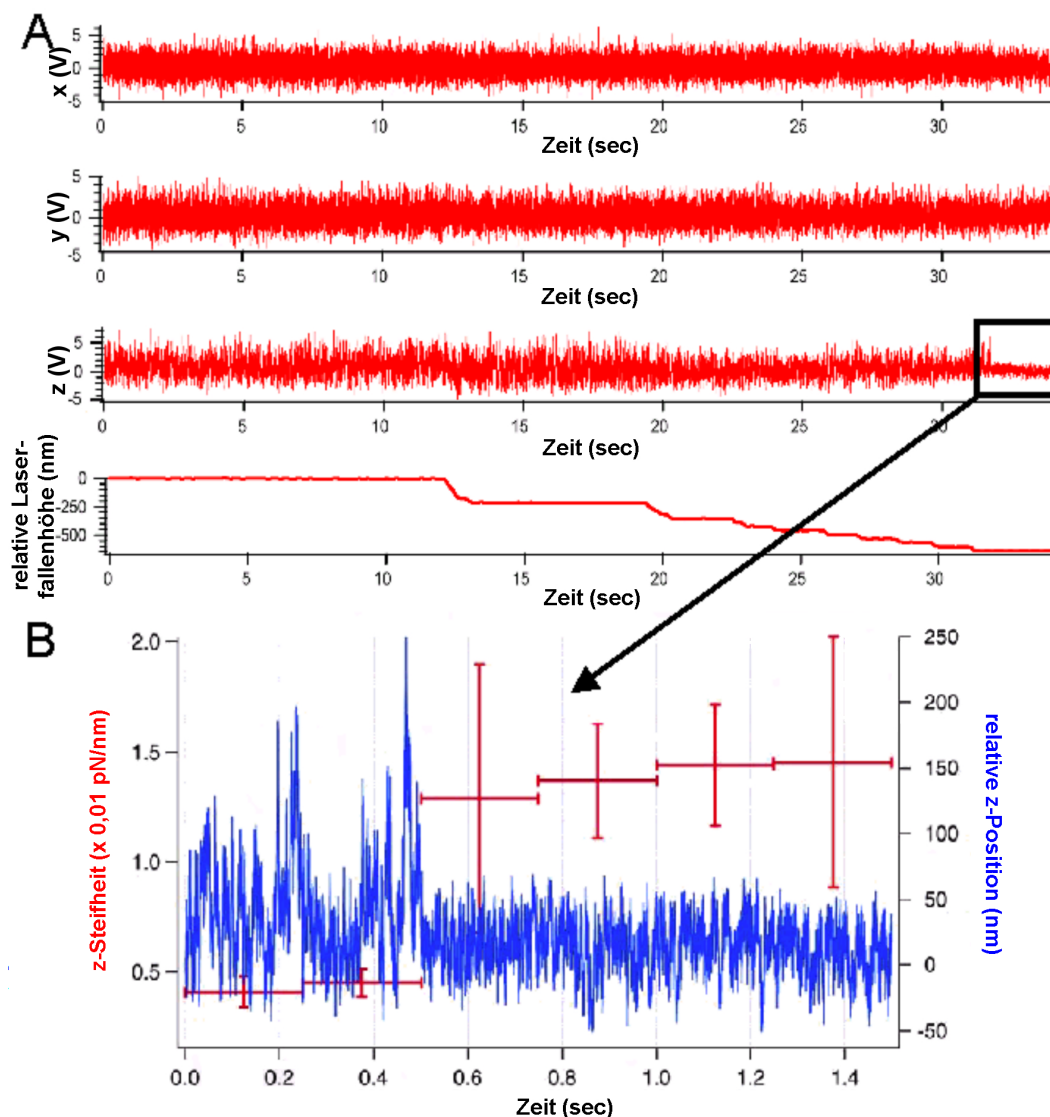 A
x (V)
5
0
-5
0 5 10 15 20 25 30
Zeit (sec)
y (V)
5
0
-5
0 5 10 15 20 25 30
Zeit (sec)
z (V)
5
0
-5
0 5 10 15 20 25 30
Zeit (sec)
relative Laser-
fallenhöhe (nm)
0
-250
-500
0 5 10 15 20 25 30
Zeit (sec)
B
z-Steifheit (x 0,01 pN/nm)
2.0
1.5
1.0
0.5
250
200
150
100
50
0
-50
relative z-Position (nm)
0.0 0.2 0.4 0.6 0.8 1.0 1.2 1.4
Zeit (sec)